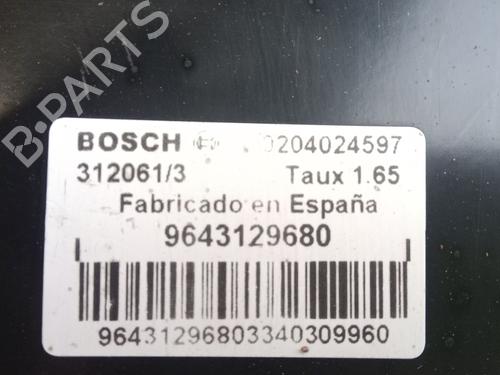 B-PARTS
BOSCH 0204024597
312061/3 Taux 1.65
Fabricado en España
9643129680
96431296803340309960